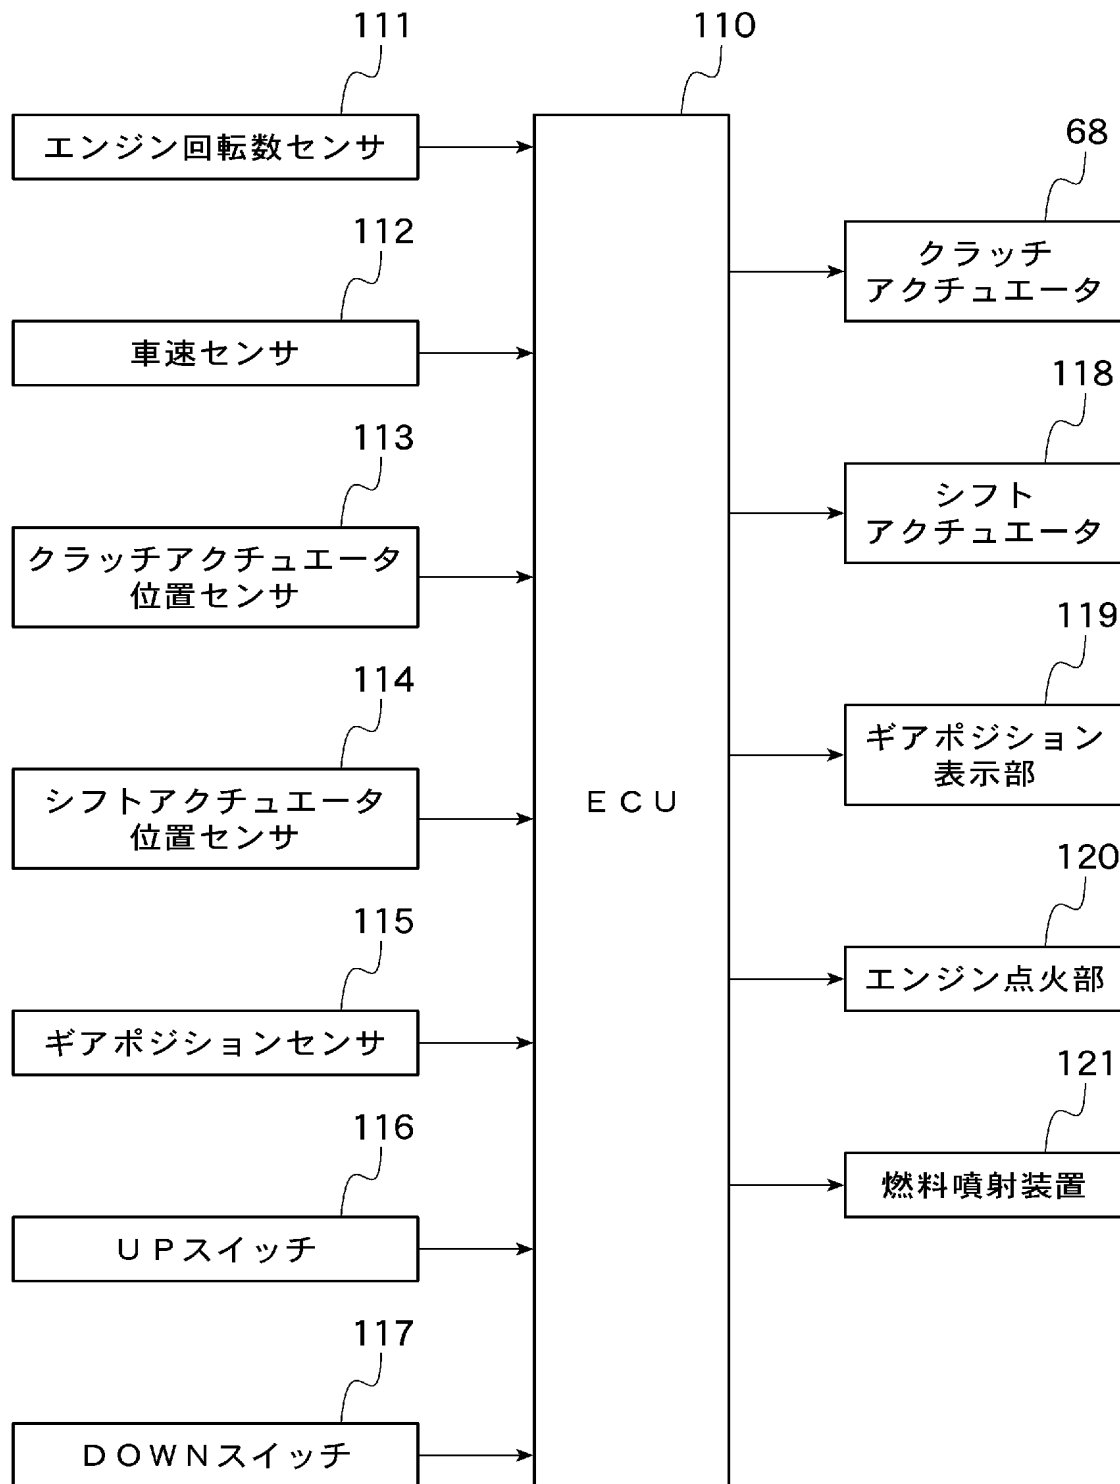 111
エンジン回転数センサ
112
車速センサ
113
クラッチアクチュエータ
位置センサ
114
シフトアクチュエータ
位置センサ
115
ギアポジションセンサ
116
ＵＰスイッチ
117
ＤＯＷＮスイッチ
110
ＥＣＵ
68
クラッチ
アクチュエータ
118
シフト
アクチュエータ
119
ギアポジション
表示部
120
エンジン点火部
121
燃料噴射装置